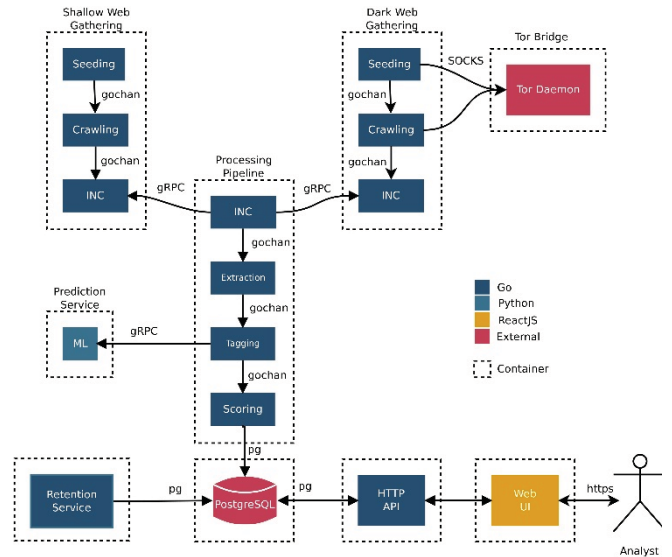 Shallow Web
Gathering
Seeding
gochan
Crawling
gochan
INC
Dark Web
Gathering
Seeding
gochan
Crawling
gochan
INC
SOCKS
Tor Bridge
Tor Daemon
gRPC
Processing
Pipeline
gRPC
INC
gochan
Extraction
gochan
Tagging
gochan
Scoring
pg
Prediction
Service
ML
gRPC
Go
Python
ReactJS
External
Container
Retention
Service
pg
PostgreSQL
pg
HTTP
API
Web
UI
https
Analyst